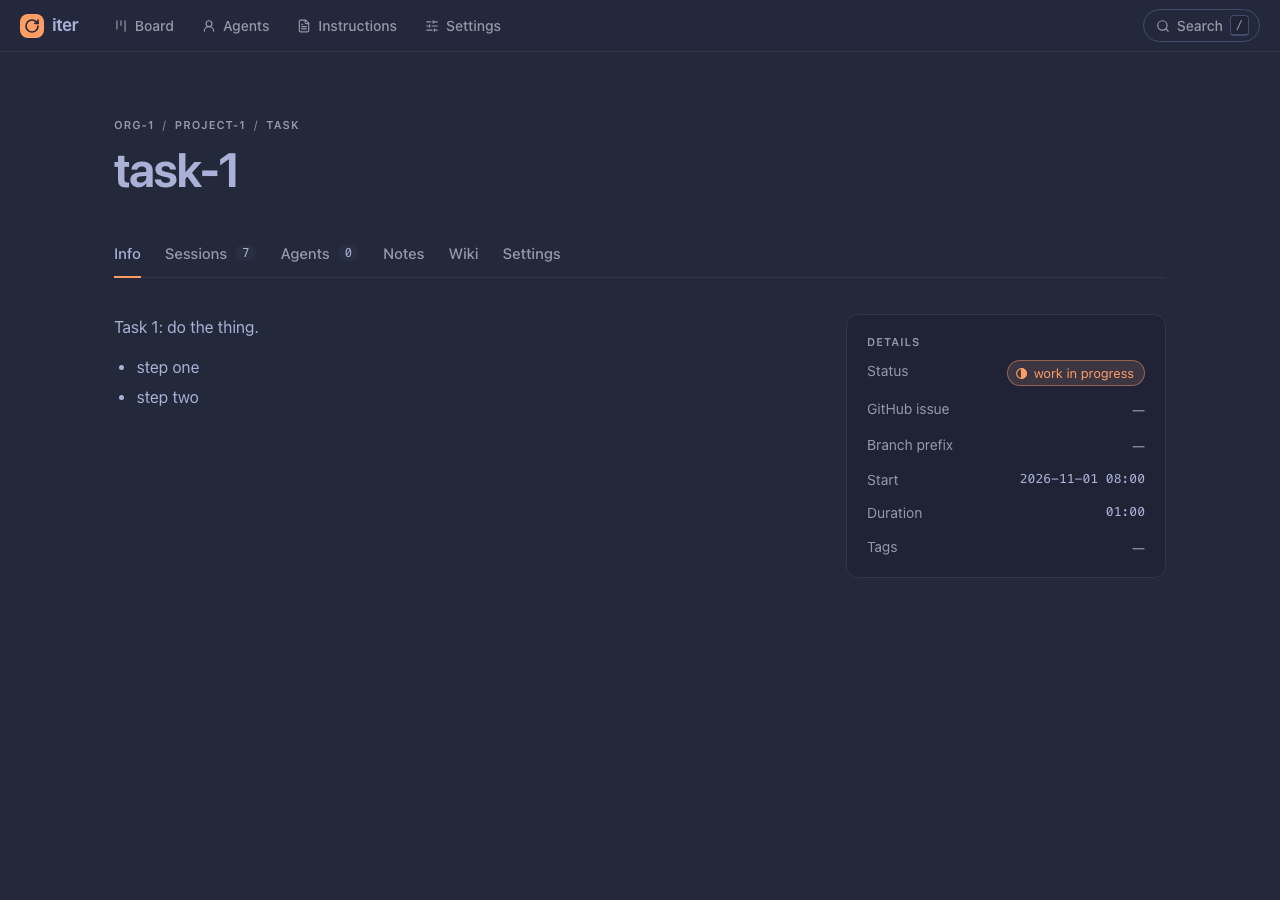 iter Board Agents Instructions Settings Search /
ORG-1 / PROJECT-1 / TASK
task-1
Info Sessions 7 Agents 0 Notes Wiki Settings
Task 1: do the thing.
• step one
• step two
DETAILS
Status work in progress
GitHub issue —
Branch prefix —
Start 2026-11-01 08:00
Duration 01:00
Tags —